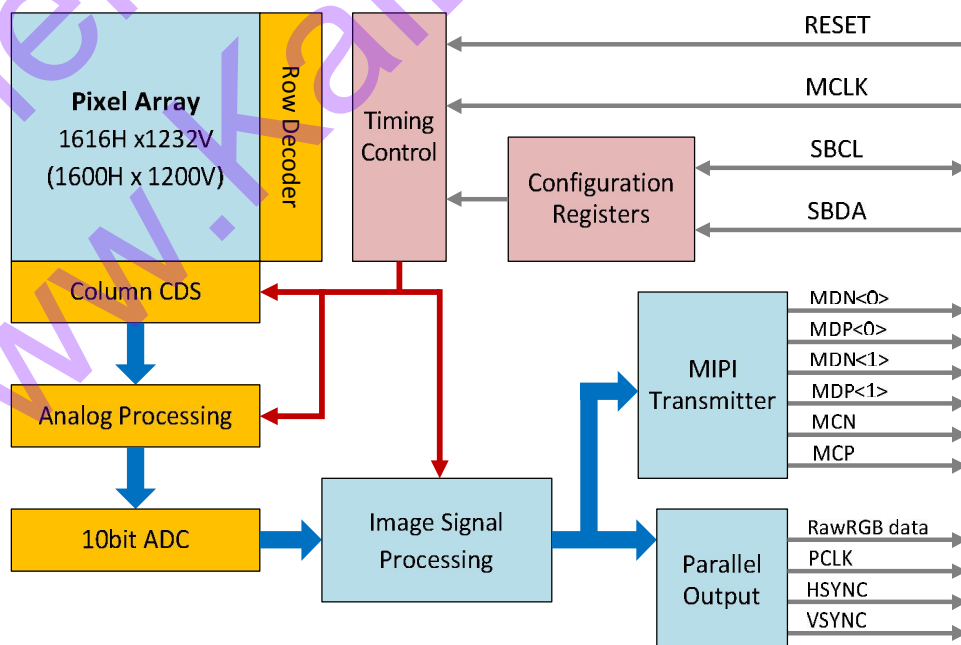 Pixel Array
1616H x1232V
(1600H x 1200V)
Row Decoder
Timing
Control
RESET
MCLK
SBCL
SBDA
Configuration
Registers
Column CDS
Analog Processing
10bit ADC
Image Signal
Processing
MIPI
Transmitter
MDN<0>
MDP<0>
MDN<1>
MDP<1>
MCN
MCP
Parallel
Output
RawRGB data
PCLK
HSYNC
VSYNC